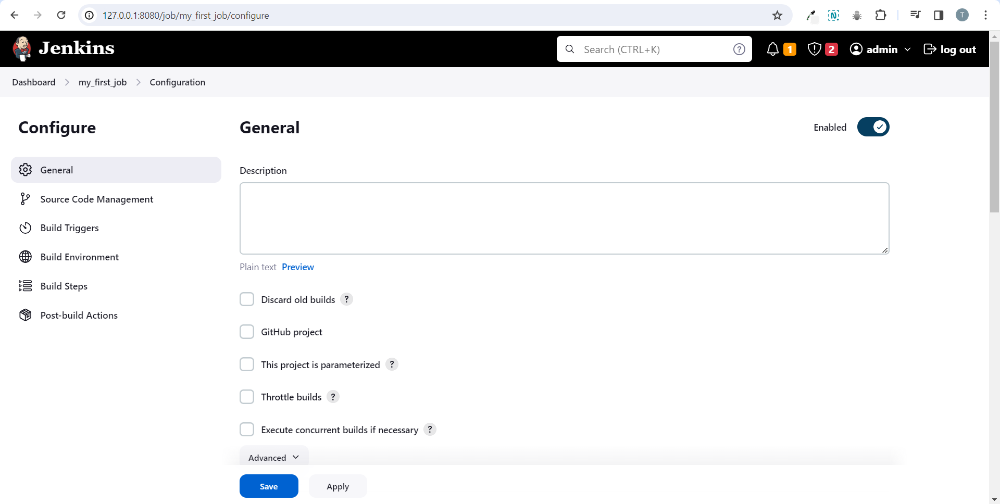 127.0.0.1:8080/job/my_first_job/configure
T
Jenkins
Search (CTRL+K)
?
1
2
admin
log out
Dashboard
my_first_job
Configuration
Configure
General
Enabled
General
Source Code Management
Build Triggers
Build Environment
Build Steps
Post-build Actions
Description
Plain text Preview
Discard old builds ?
GitHub project
This project is parameterized ?
Throttle builds ?
Execute concurrent builds if necessary ?
Advanced
Save
Apply